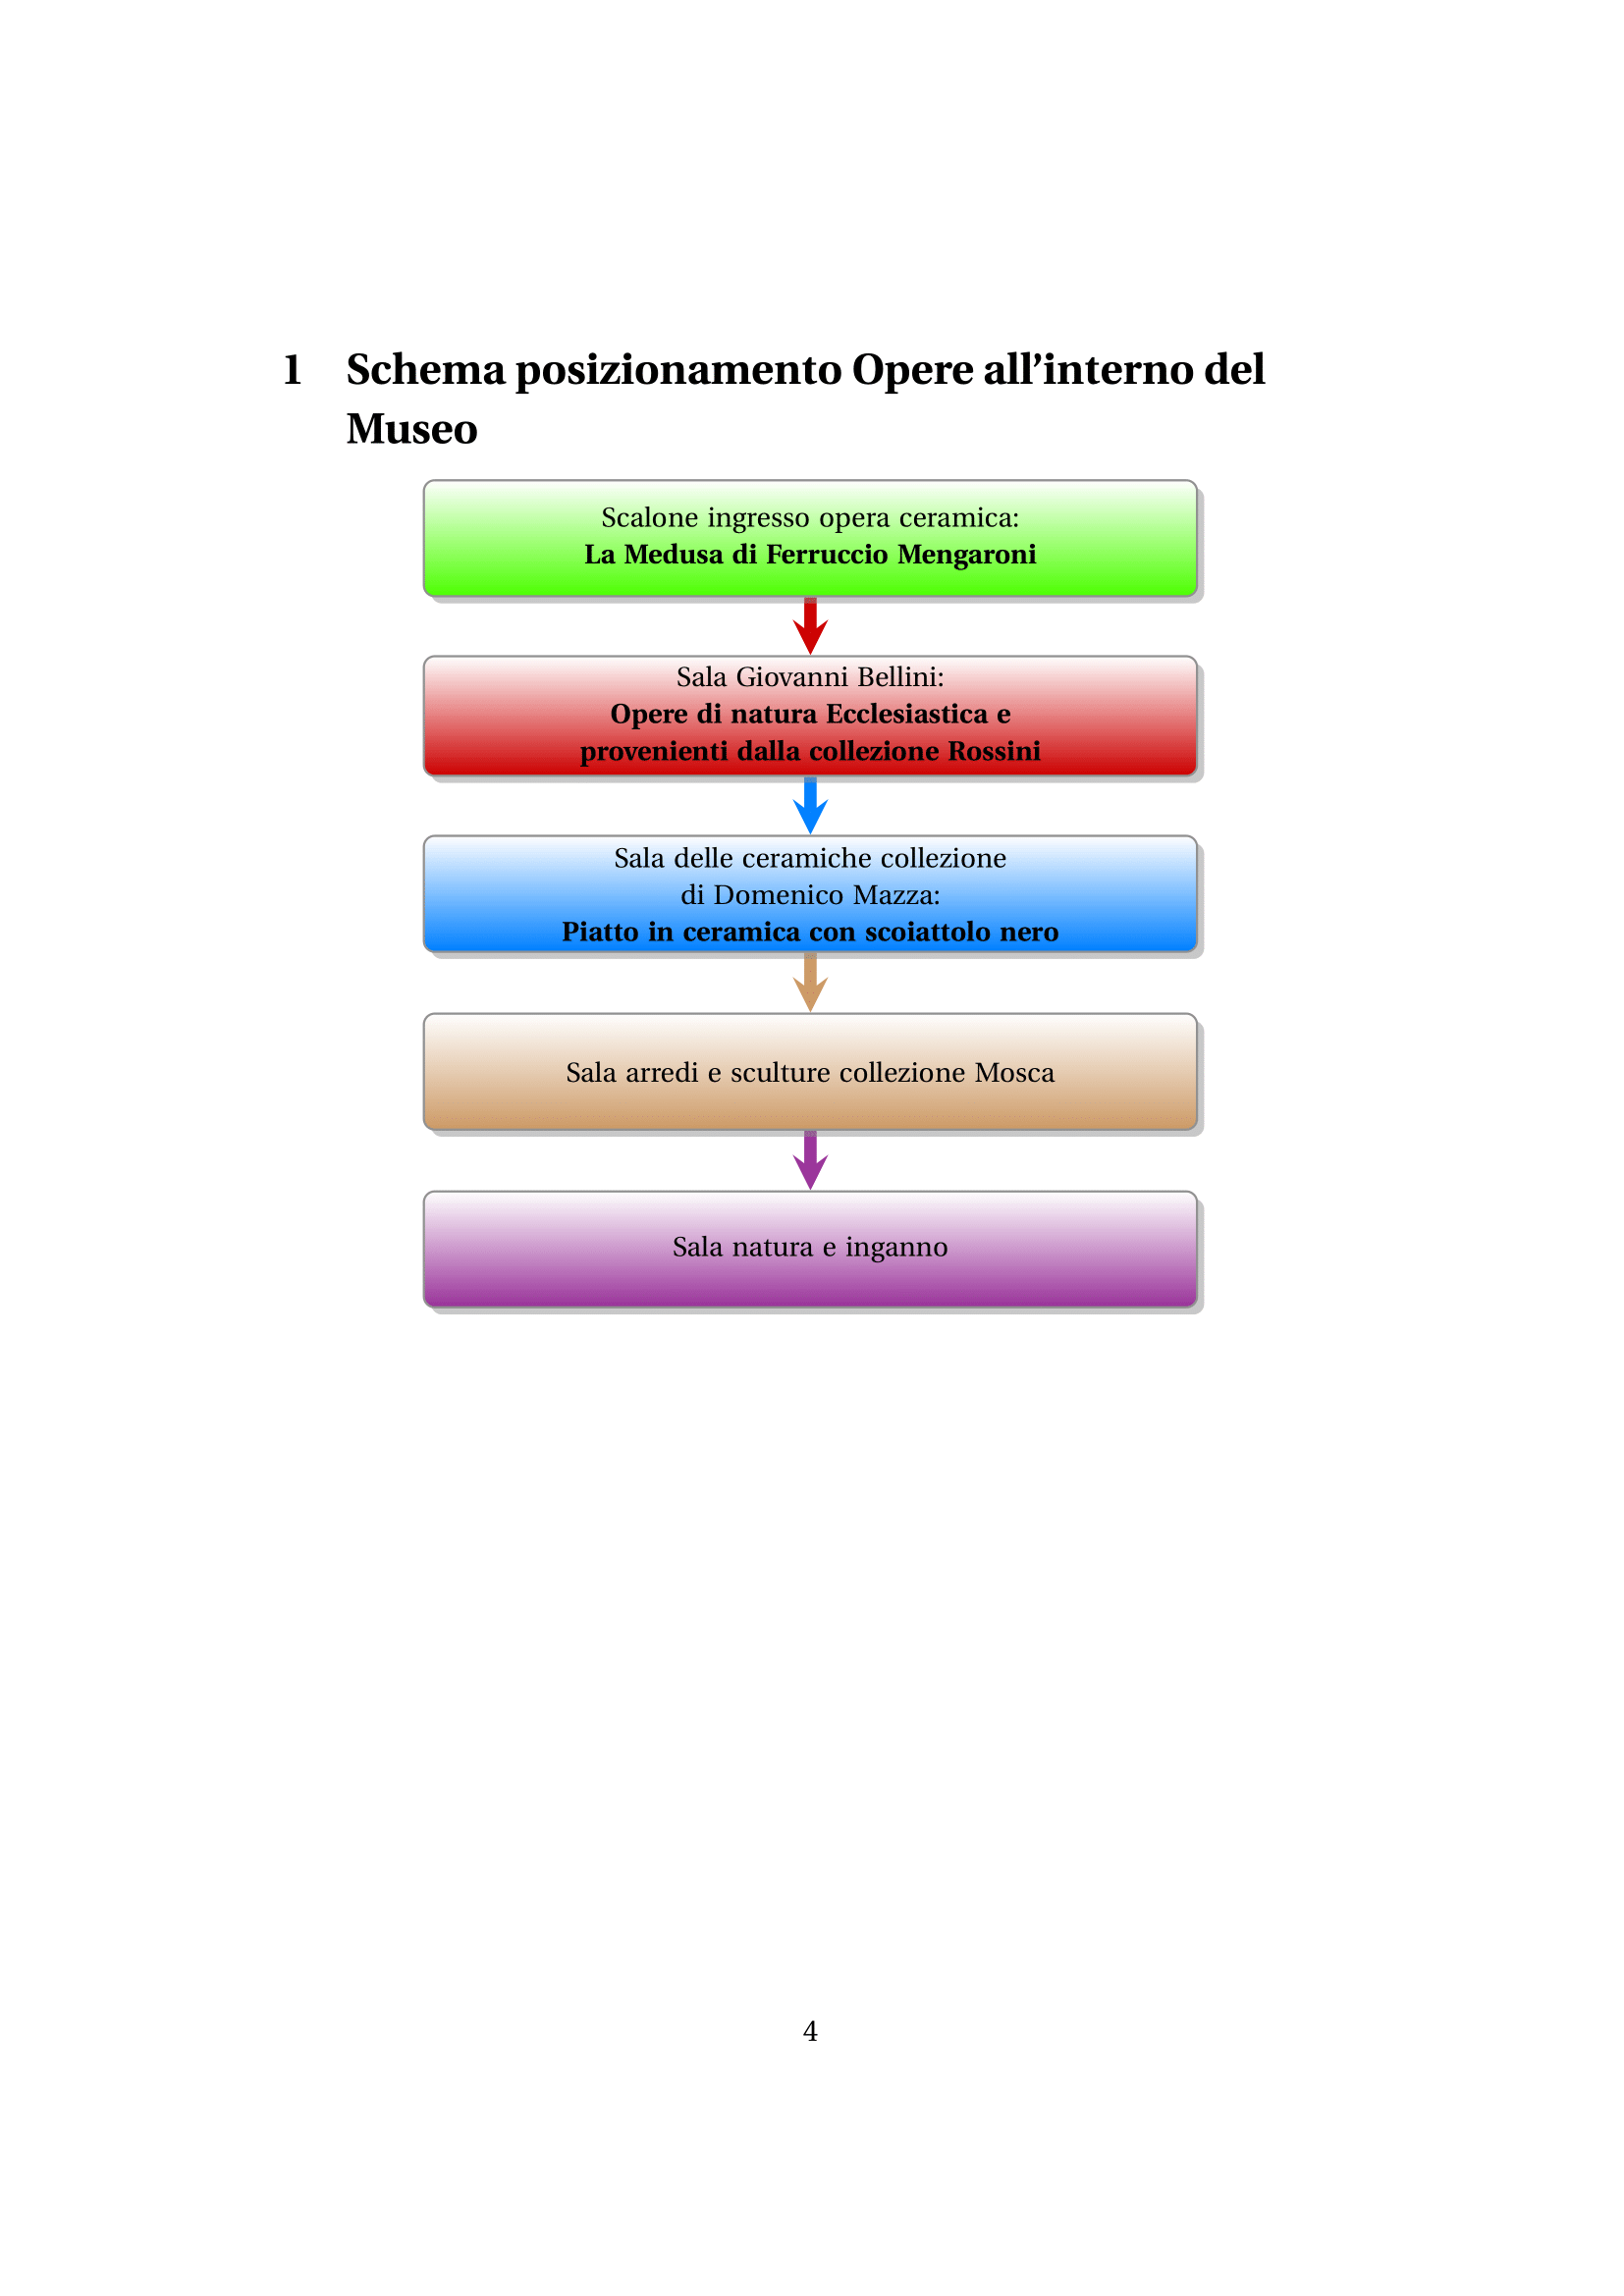 1 Schema posizionamento Opere all’interno del
Museo
Scalone ingresso opera ceramica:
La Medusa di Ferruccio Mengaroni
Sala Giovanni Bellini:
Opere di natura Ecclesiastica e
provenienti dalla collezione Rossini
Sala delle ceramiche collezione
di Domenico Mazza:
Piatto in ceramica con scoiattolo nero
Sala arredi e sculture collezione Mosca
Sala natura e inganno
4